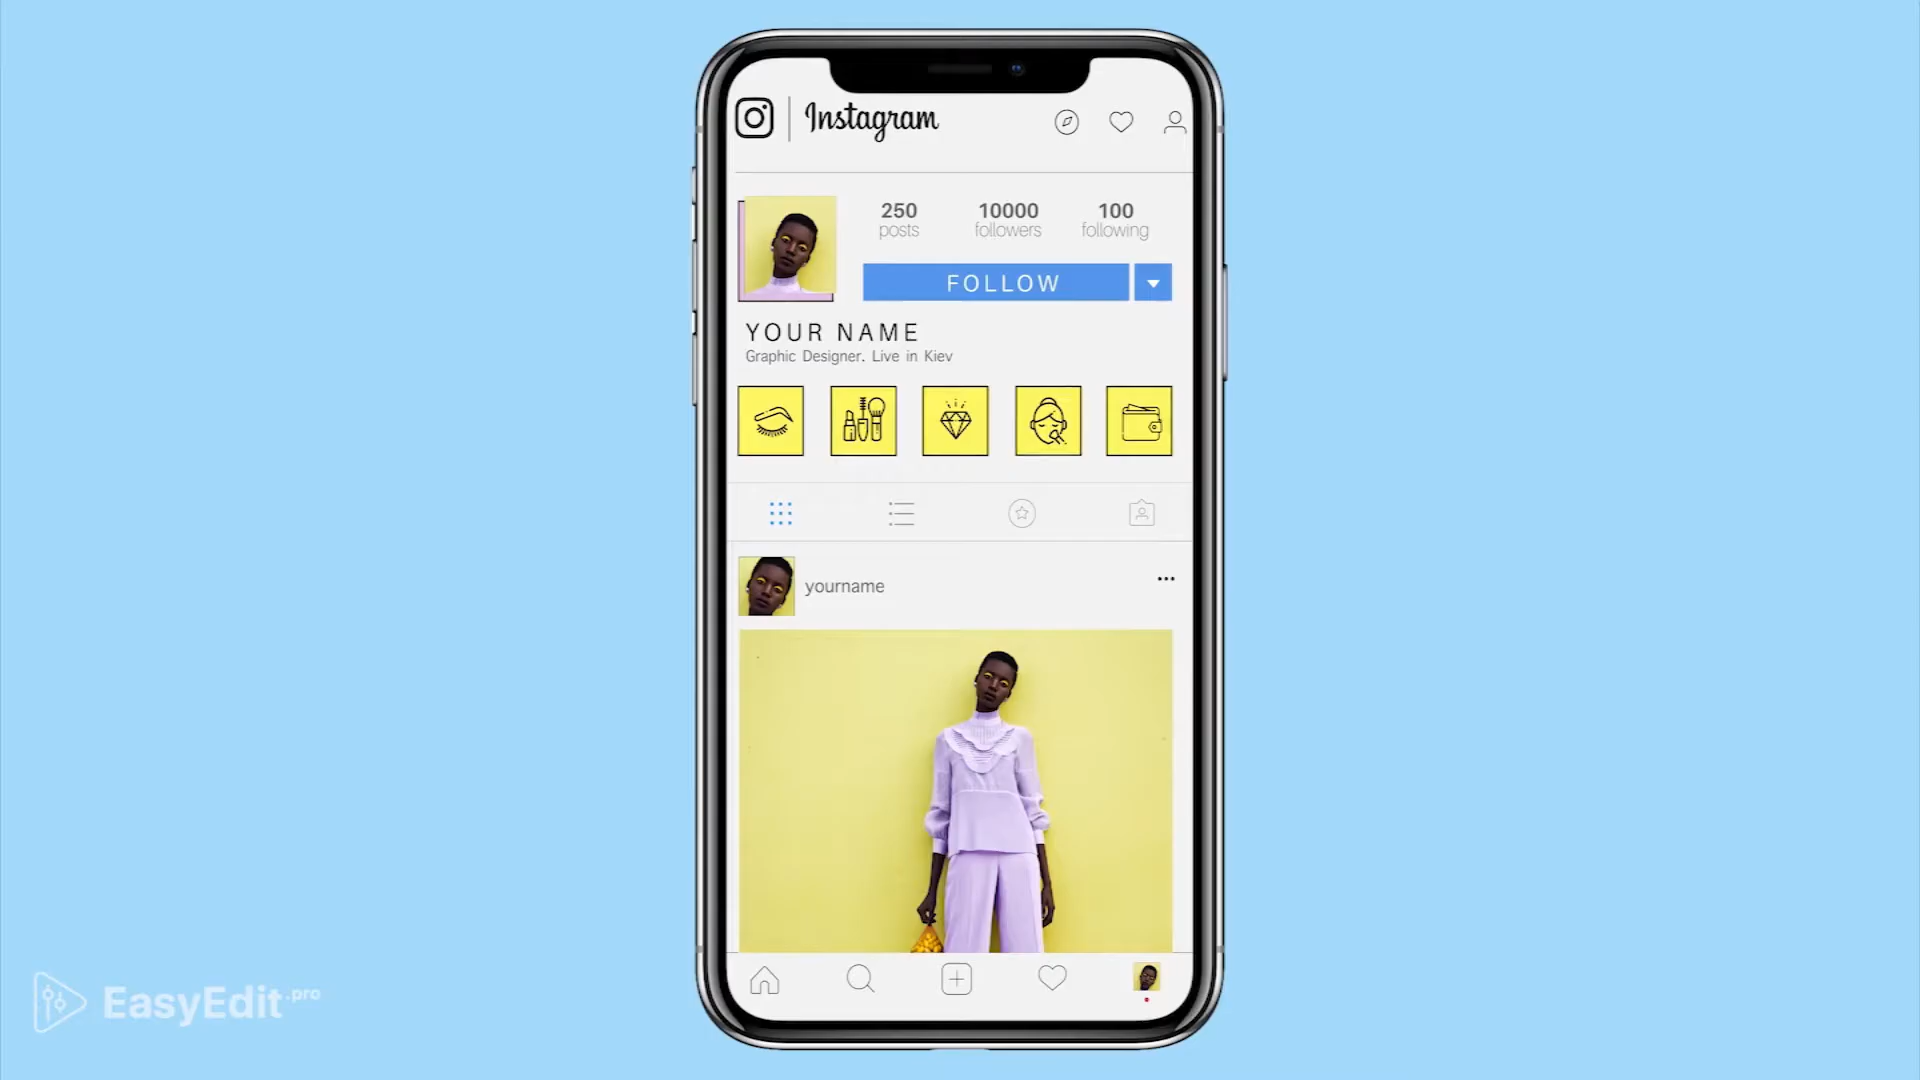 Instagram
250 10000 100
posts followers following
FOLLOW
YOUR NAME
Graphic Designer. Live in Kiev
yourname
EasyEdit.pro